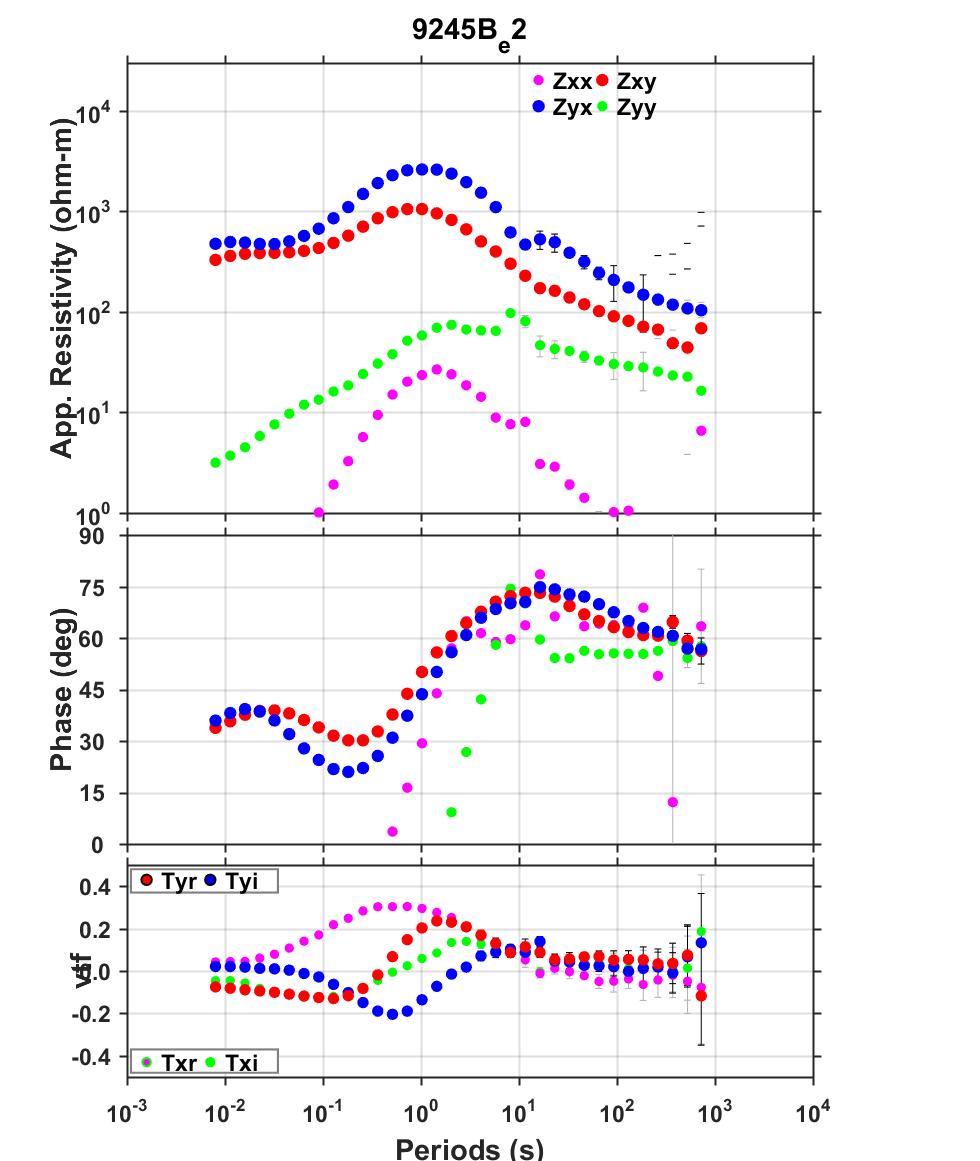 9245B_e2
Zxx Zxy
Zyx Zyy
App. Resistivity (ohm-m)
10^4
10^3
10^2
10^1
10^0
Phase (deg)
90
75
60
45
30
15
0
vtf
Tyr Tyi
0.4
0.2
0.0
-0.2
-0.4
Txr Txi
10^-3 10^-2 10^-1 10^0 10^1 10^2 10^3 10^4
Periods (s)